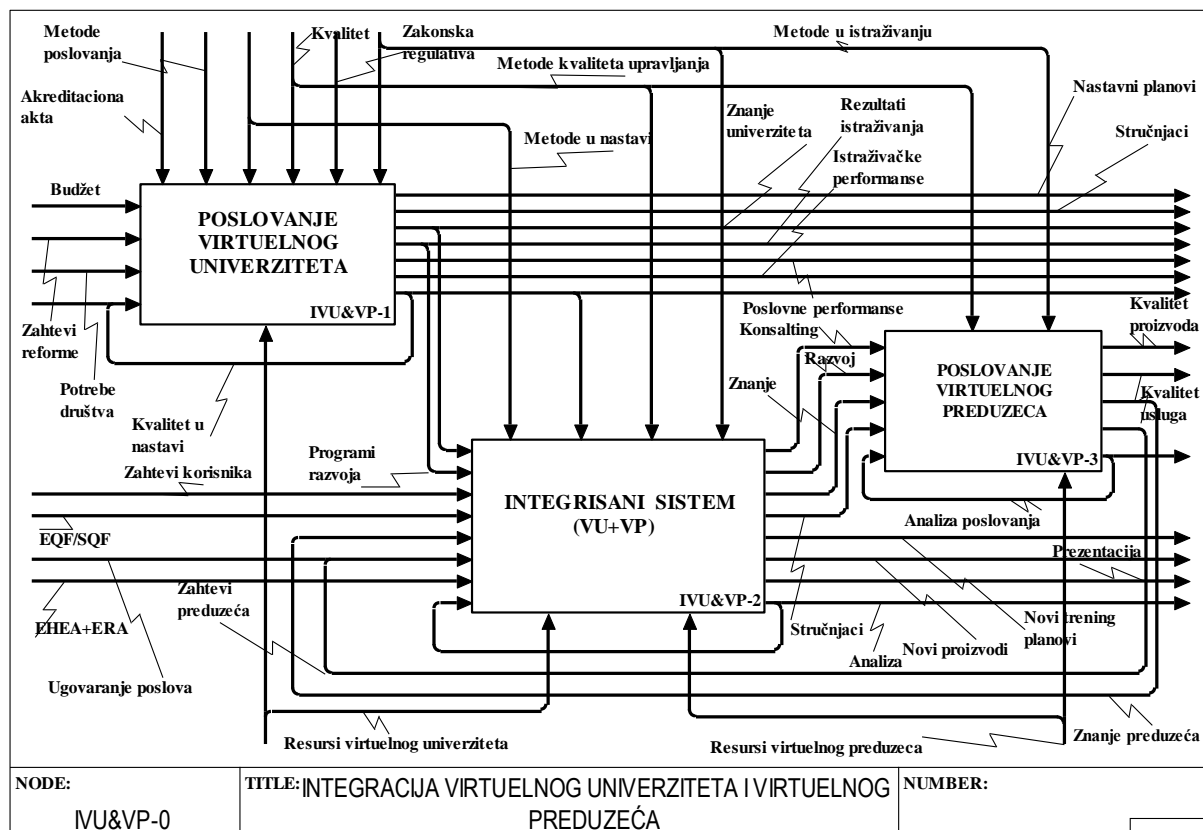 Metode
poslovanja
Kvalitet
Zakonska
regulativa
Metode u istraživanju
Metode kvaliteta upravljanja
Akreditaciona
akta
Znanje
univerziteta
Rezultati
istraživanja
Nastavni planovi
Metode u nastavi
Istraživačke
performanse
Stručnjaci
Budžet
POSLOVANJE
VIRTUELNOG
UNIVERZITETA
IVU&VP-1
Zahtevi
reforme
Potrebe
društva
Kvalitet u
nastavi
Poslovne performanse
Konsalting
Razvoj
Znanje
Kvalitet
proizvoda
POSLOVANJE
VIRTUELNOG
PREDUZECA
IVU&VP-3
Kvalitet
usluga
Programi
razvoja
Zahtevi korisnika
INTEGRISANI SISTEM
(VU+VP)
IVU&VP-2
Analiza poslovanja
EQF/SQF
Prezentacija
Zahtevi
preduzeća
EHEA+ERA
Stručnjaci
Novi trening
planovi
Novi proizvodi
Analiza
Ugovaranje poslova
Resursi virtuelnog univerziteta
Resursi virtuelnog preduzeca
Znanje preduzeća
NODE:
IVU&VP-0
TITLE: INTEGRACIJA VIRTUELNOG UNIVERZITETA I VIRTUELNOG
PREDUZEĆA
NUMBER: